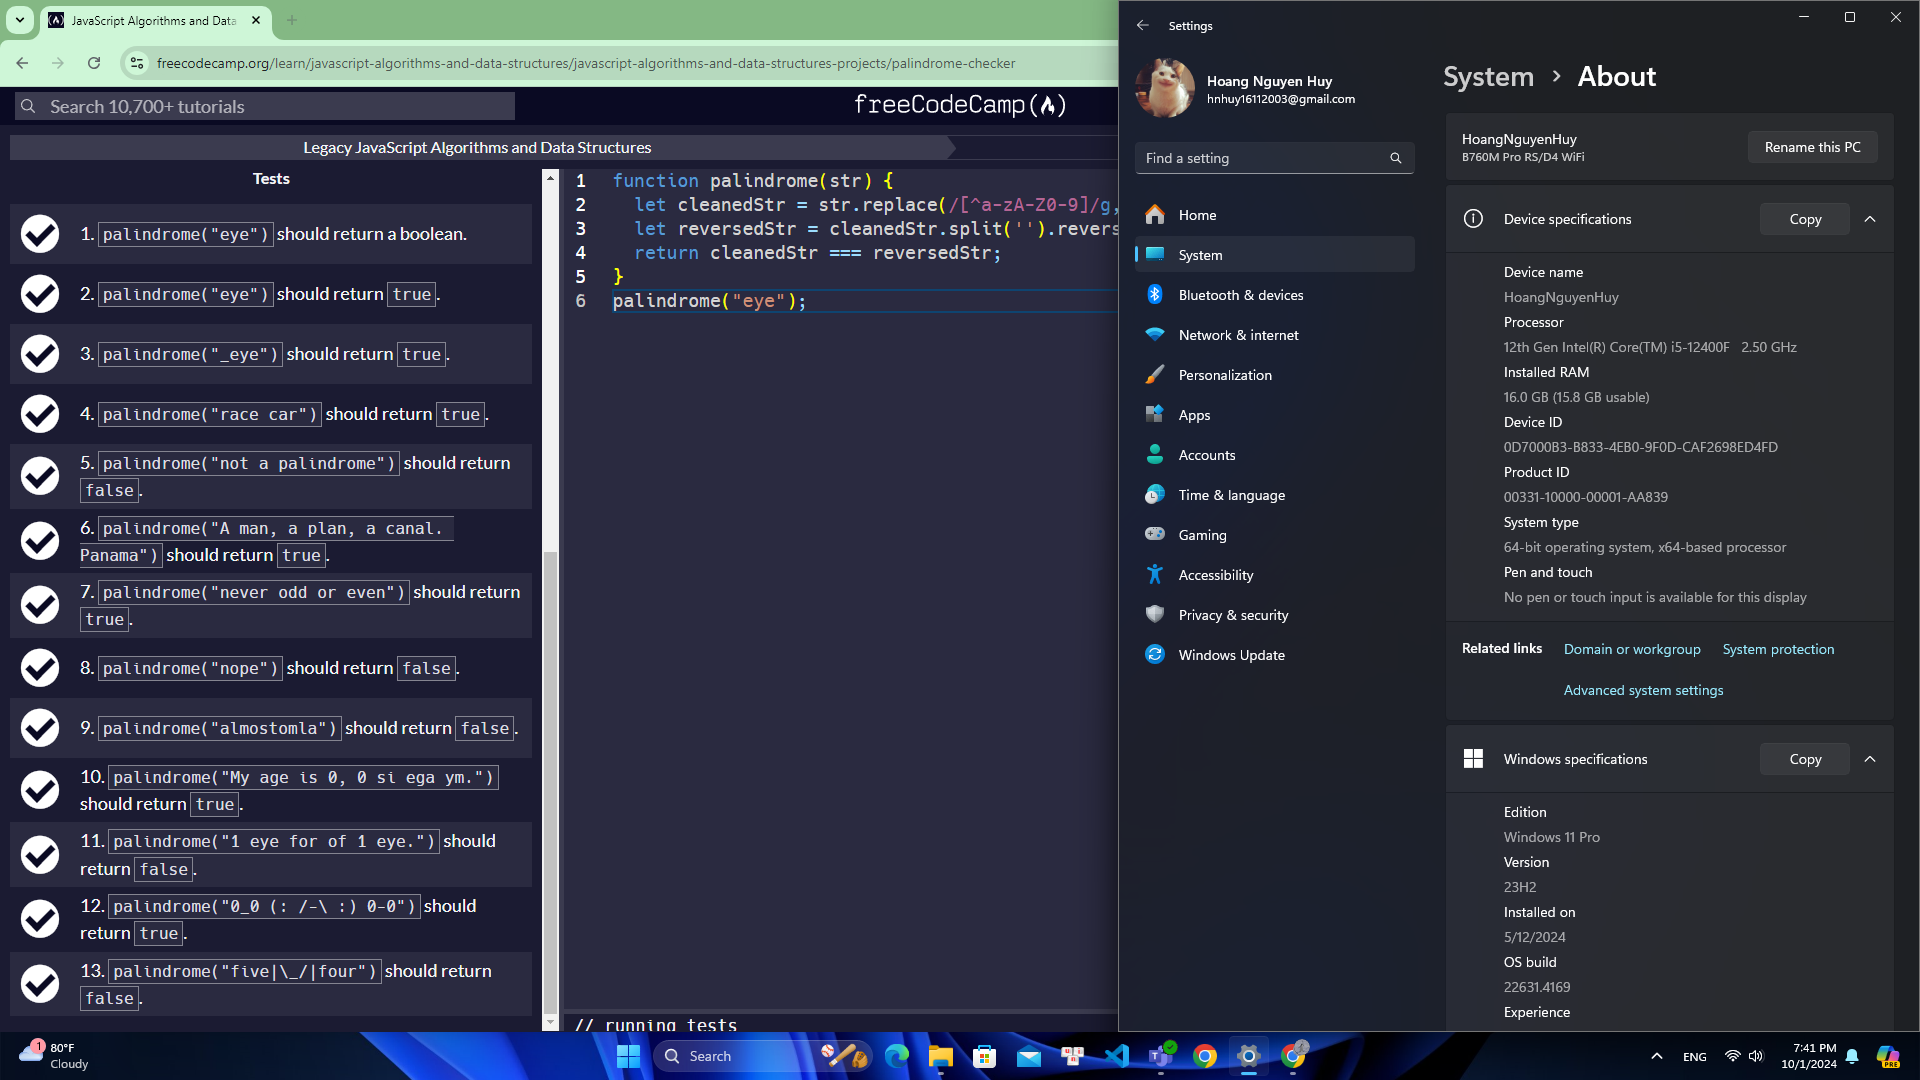 JavaScript Algorithms and Data
freecodecamp.org/learn/javascript-algorithms-and-data-structures/javascript-algorithms-and-data-structures-projects/palindrome-checker
Search 10,700+ tutorials
freeCodeCamp
Legacy JavaScript Algorithms and Data Structures
Tests
1. palindrome("eye") should return a boolean.
2. palindrome("eye") should return true.
3. palindrome("_eye") should return true.
4. palindrome("race car") should return true.
5. palindrome("not a palindrome") should return
false.
6. palindrome("A man, a plan, a canal.
Panama") should return true.
7. palindrome("never odd or even") should return
true.
8. palindrome("nope") should return false.
9. palindrome("almostomla") should return false.
10. palindrome("My age is 0, 0 si ega ym.")
should return true.
11. palindrome("1 eye for of 1 eye.") should
return false.
12. palindrome("0_0 (: /-\ :) 0-0") should
return true.
13. palindrome("five|\_/|four") should return
false.
1 function palindrome(str) {
2 let cleanedStr = str.replace(/[^a-zA-Z0-9]/g,
3 let reversedStr = cleanedStr.split('').revers
4 return cleanedStr === reversedStr;
5 }
6 palindrome("eye");
// running tests
Settings
Hoang Nguyen Huy
hnhuy16112003@gmail.com
Find a setting
Home
System
Bluetooth & devices
Network & internet
Personalization
Apps
Accounts
Time & language
Gaming
Accessibility
Privacy & security
Windows Update
System > About
HoangNguyenHuy
B760M Pro RS/D4 WiFi
Rename this PC
Device specifications
Copy
Device name
HoangNguyenHuy
Processor
12th Gen Intel(R) Core(TM) i5-12400F 2.50 GHz
Installed RAM
16.0 GB (15.8 GB usable)
Device ID
0D7000B3-B833-4EB0-9F0D-CAF2698ED4FD
Product ID
00331-10000-00001-AA839
System type
64-bit operating system, x64-based processor
Pen and touch
No pen or touch input is available for this display
Related links Domain or workgroup System protection
Advanced system settings
Windows specifications
Copy
Edition
Windows 11 Pro
Version
23H2
Installed on
5/12/2024
OS build
22631.4169
Experience
1
80°F
Cloudy
Search
ENG
7:41 PM
10/1/2024
PRE